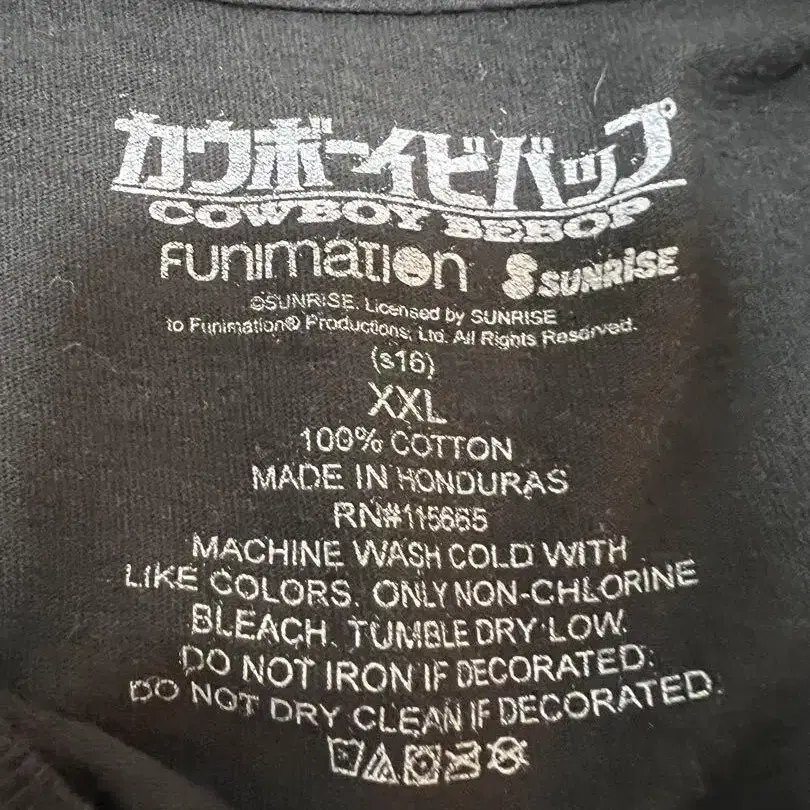 カウボーイビバップ
COWBOY BEBOP
FUNIMATION SUNRISE
©SUNRISE. Licensed by SUNRISE
to Funimation® Productions, Ltd. All Rights Reserved.
(s16)
XXL
100% COTTON
MADE IN HONDURAS
RN#115665
MACHINE WASH COLD WITH
LIKE COLORS. ONLY NON-CHLORINE
BLEACH. TUMBLE DRY LOW.
DO NOT IRON IF DECORATED.
DO NOT DRY CLEAN IF DECORATED.